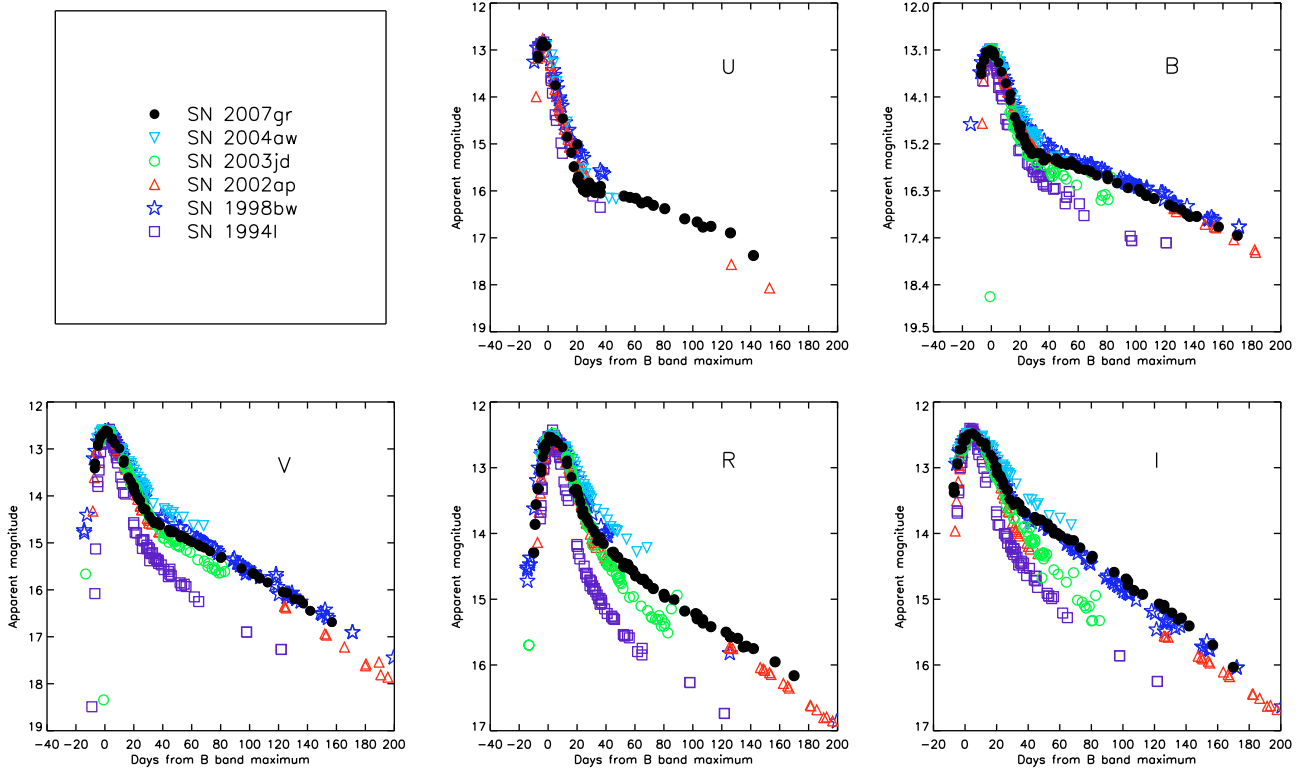 SN 2007gr
SN 2004aw
SN 2003jd
SN 2002ap
SN 1998bw
SN 1994I
12
13
14
15
16
17
18
19
Apparent magnitude
U
-40 -20 0 20 40 60 80 100 120 140 160 180 200
Days from B band maximum
12.0
13.1
14.1
15.2
16.3
17.4
18.4
19.5
Apparent magnitude
B
-40 -20 0 20 40 60 80 100 120 140 160 180 200
Days from B band maximum
12
13
14
15
16
17
18
19
Apparent magnitude
V
-40 -20 0 20 40 60 80 100 120 140 160 180 200
Days from B band maximum
12
13
14
15
16
17
Apparent magnitude
R
-40 -20 0 20 40 60 80 100 120 140 160 180 200
Days from B band maximum
12
13
14
15
16
17
Apparent magnitude
I
-20 0 20 40 60 80 100 120 140 160 180 200
Days from B band maximum